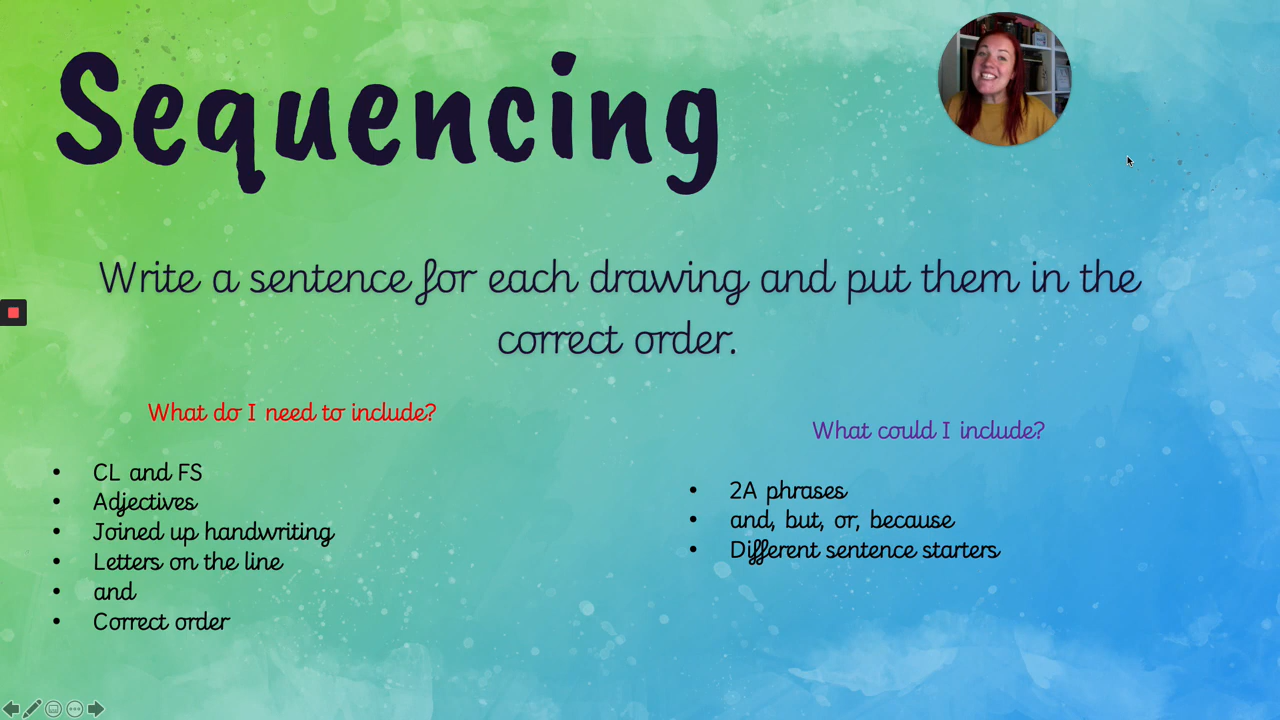 Sequencing
Write a sentence for each drawing and put them in the
correct order.
What do I need to include?
• CL and FS
• Adjectives
• Joined up handwriting
• Letters on the line
• and
• Correct order
What could I include?
• 2A phrases
• and, but, or, because
• Different sentence starters